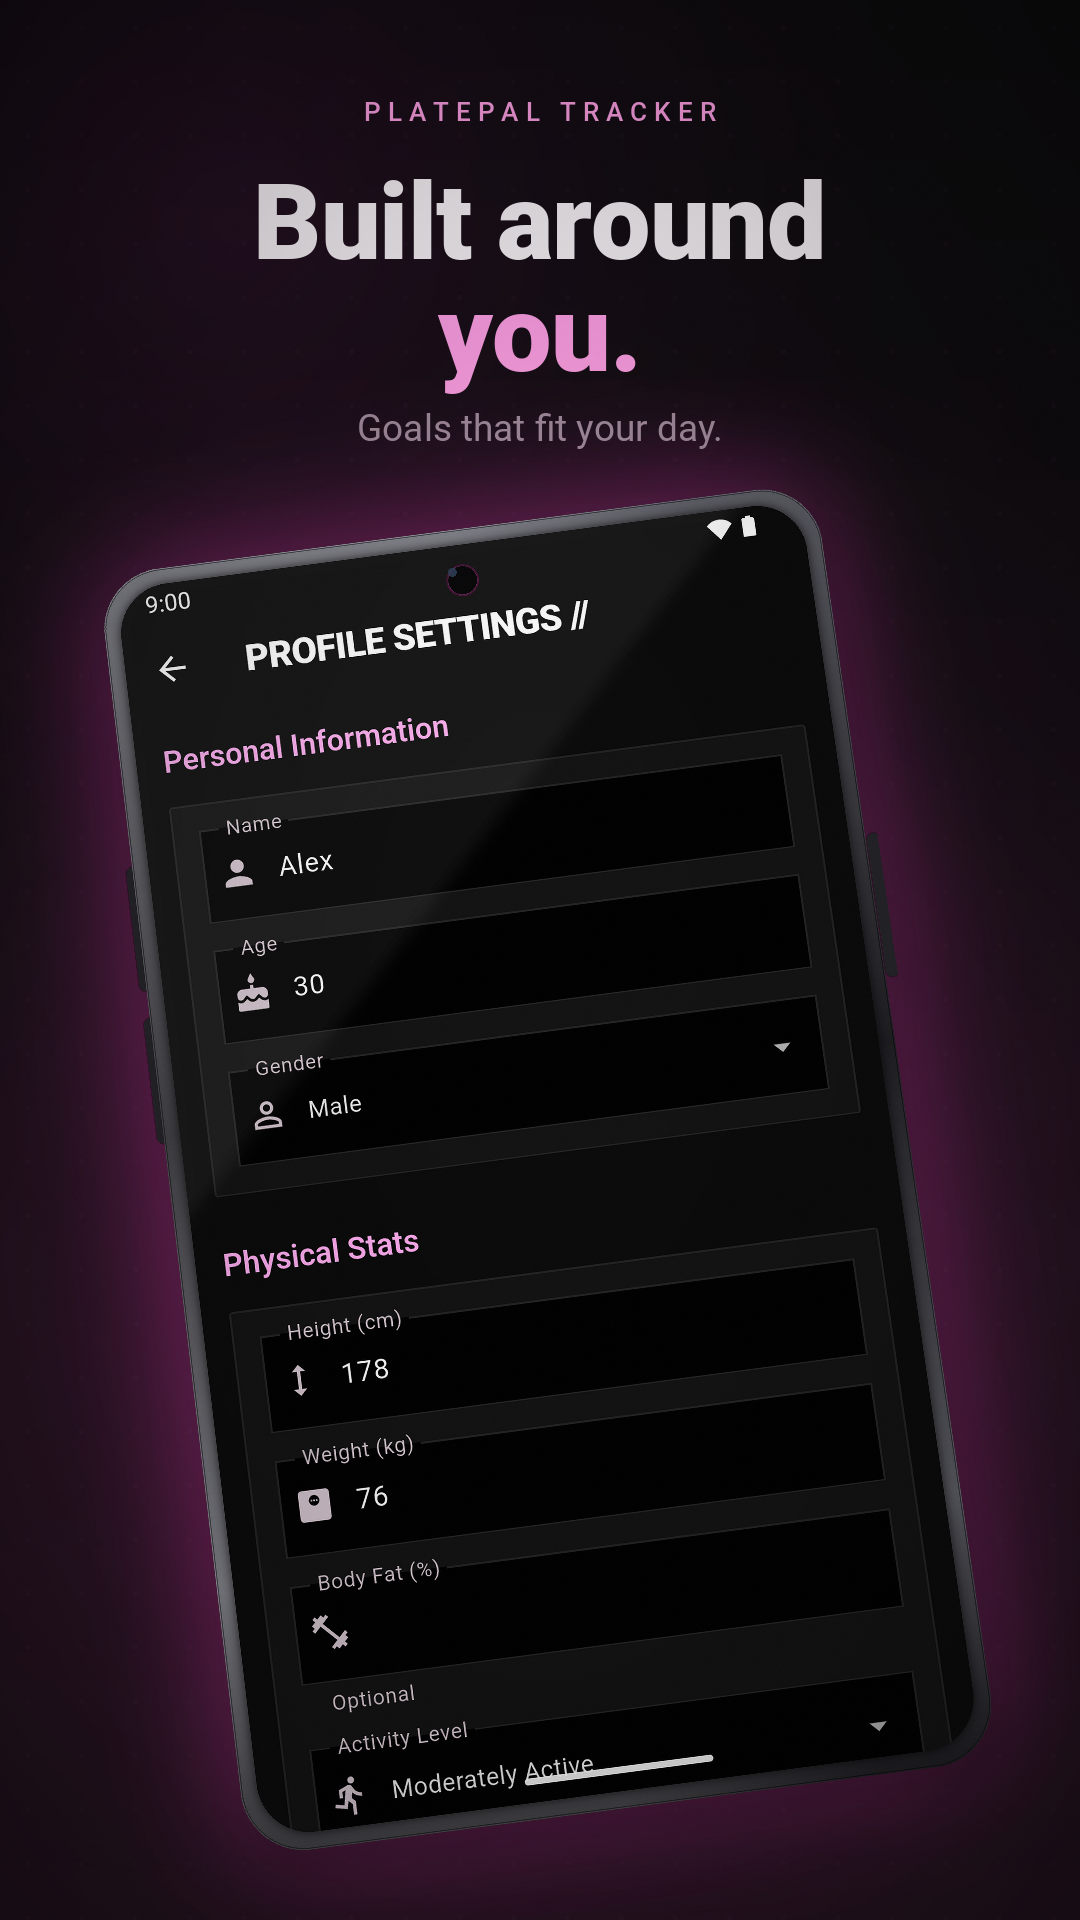 PLATEPAL TRACKER
Built around
you.
Goals that fit your day.
9:00
PROFILE SETTINGS //
Personal Information
Name
Alex
Age
30
Gender
Male
Physical Stats
Height (cm)
178
Weight (kg)
76
Body Fat (%)
Optional
Activity Level
Moderately Active